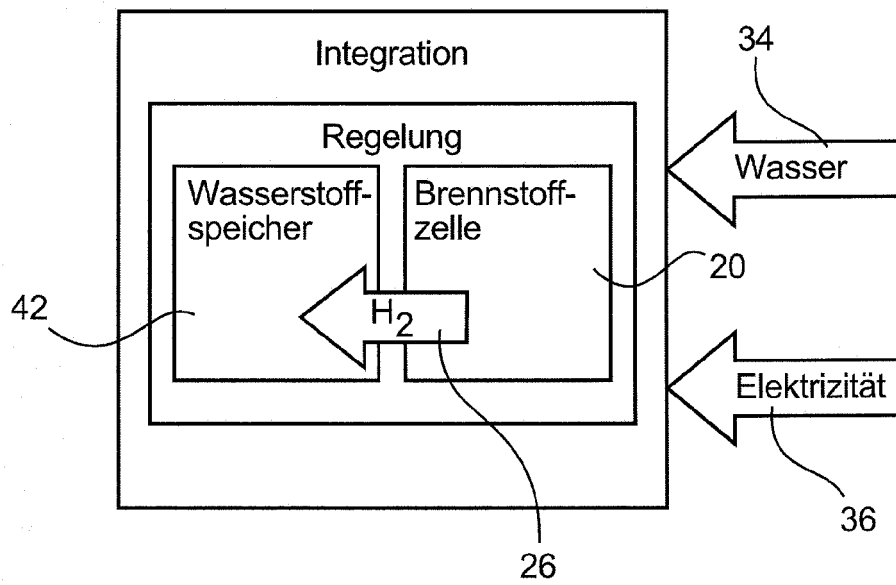 Integration
34
Regelung
Wasser
Wasserstoff-
speicher
Brennstoff-
zelle
20
42
H2
Elektrizität
36
26